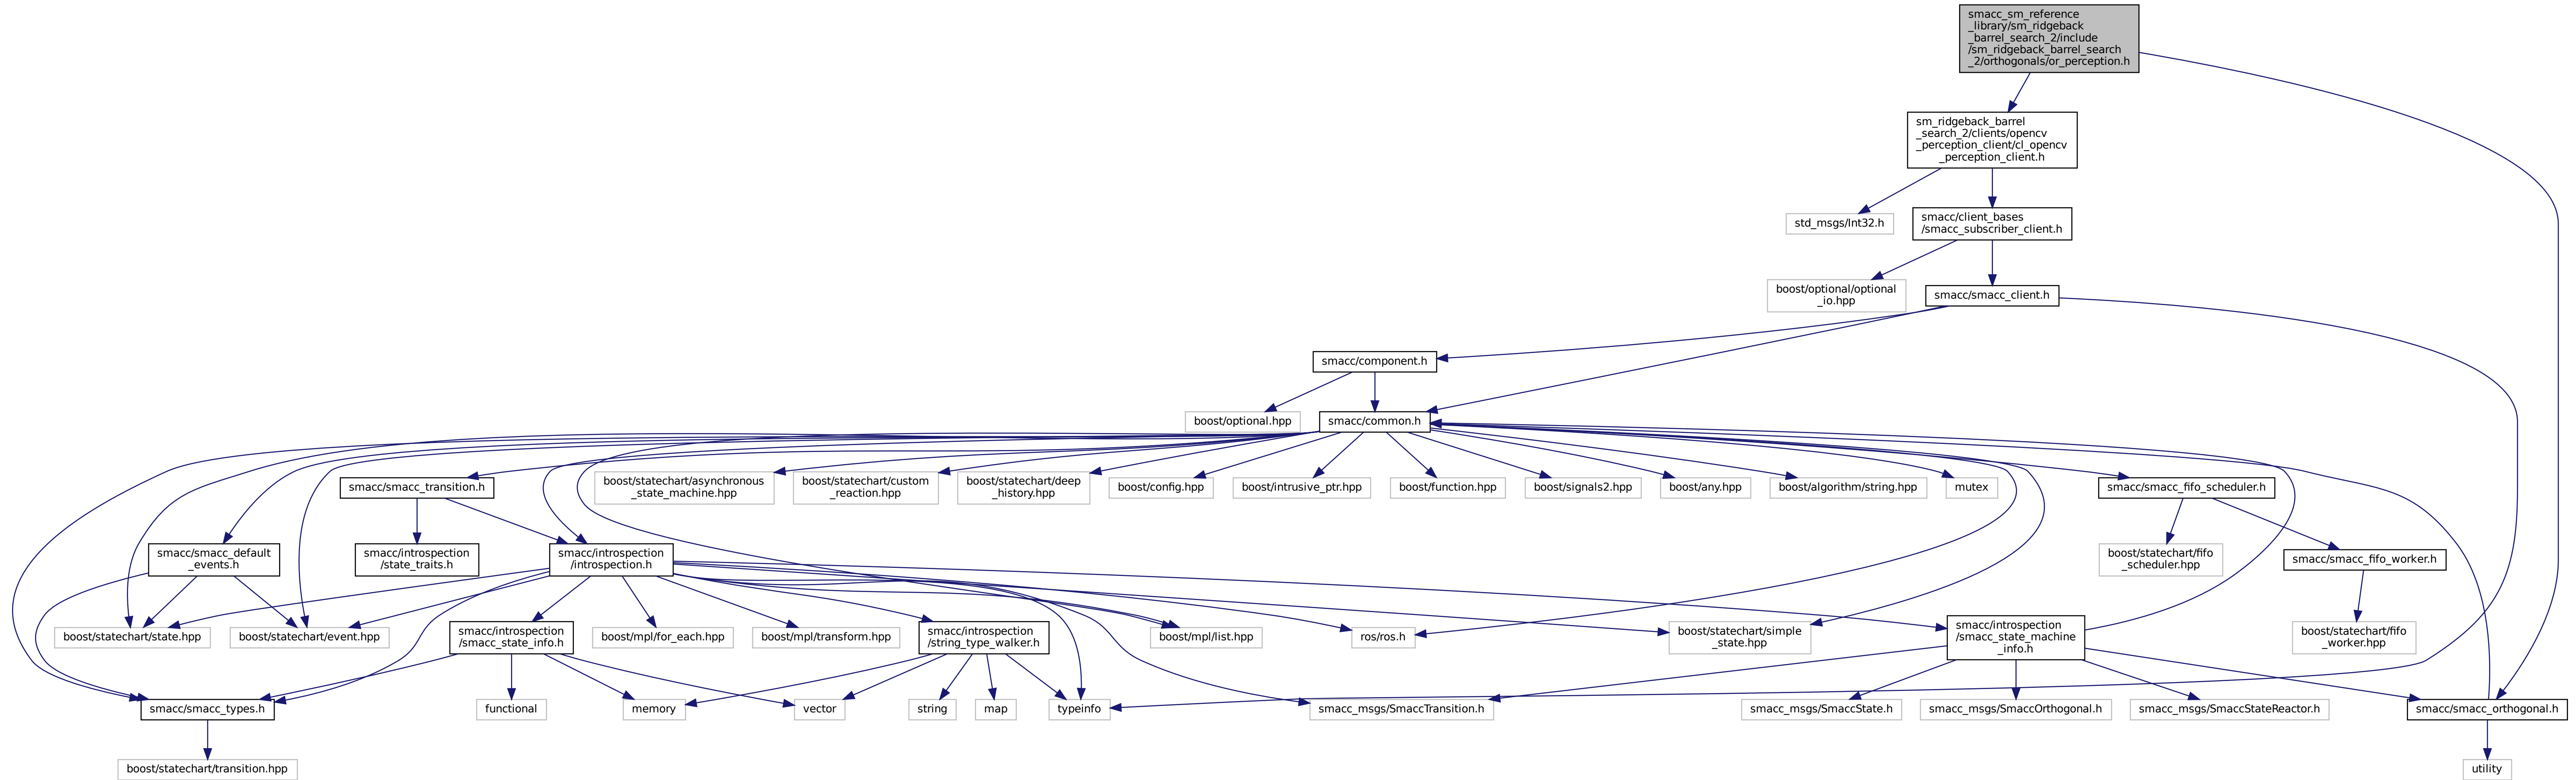 smacc_sm_reference
_library/sm_ridgeback
_barrel_search_2/include
/sm_ridgeback_barrel_search
_2/orthogonals/or_perception.h
sm_ridgeback_barrel
_search_2/clients/opencv
_perception_client/cl_opencv
_perception_client.h
std_msgs/Int32.h
smacc/client_bases
/smacc_subscriber_client.h
boost/optional/optional
_io.hpp
smacc/smacc_client.h
smacc/component.h
boost/optional.hpp
smacc/common.h
smacc/smacc_transition.h
boost/statechart/asynchronous
_state_machine.hpp
boost/statechart/custom
_reaction.hpp
boost/statechart/deep
_history.hpp
boost/config.hpp
boost/intrusive_ptr.hpp
boost/function.hpp
boost/signals2.hpp
boost/any.hpp
boost/algorithm/string.hpp
mutex
smacc/smacc_fifo_scheduler.h
smacc/smacc_default
_events.h
smacc/introspection
/state_traits.h
smacc/introspection
/introspection.h
boost/statechart/fifo
_scheduler.hpp
smacc/smacc_fifo_worker.h
boost/statechart/state.hpp
boost/statechart/event.hpp
smacc/introspection
/smacc_state_info.h
boost/mpl/for_each.hpp
boost/mpl/transform.hpp
smacc/introspection
/string_type_walker.h
boost/mpl/list.hpp
ros/ros.h
boost/statechart/simple
_state.hpp
smacc/introspection
/smacc_state_machine
_info.h
boost/statechart/fifo
_worker.hpp
smacc/smacc_types.h
functional
memory
vector
string
map
typeinfo
smacc_msgs/SmaccTransition.h
smacc_msgs/SmaccState.h
smacc_msgs/SmaccOrthogonal.h
smacc_msgs/SmaccStateReactor.h
smacc/smacc_orthogonal.h
boost/statechart/transition.hpp
utility